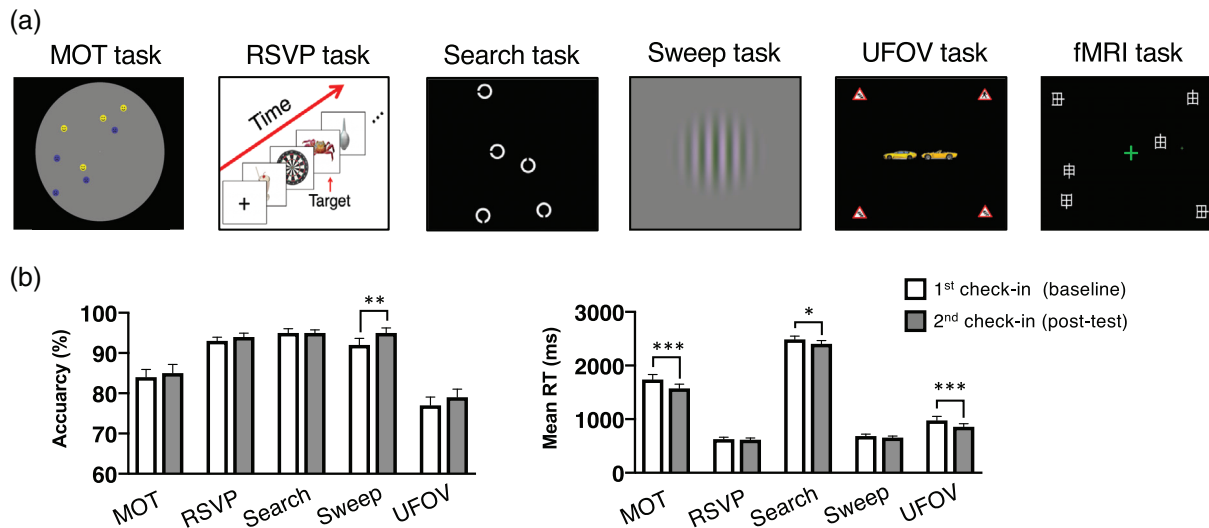 (a)
MOT task RSVP task Search task Sweep task UFOV task fMRI task
Time
...
+
Target
(b)
1st check-in (baseline)
2nd check-in (post-test)
Accuarcy (%)
100
90
80
70
60
**
MOT RSVP Search Sweep UFOV
Mean RT (ms)
3000
2000
1000
0
***
*
***
MOT RSVP Search Sweep UFOV